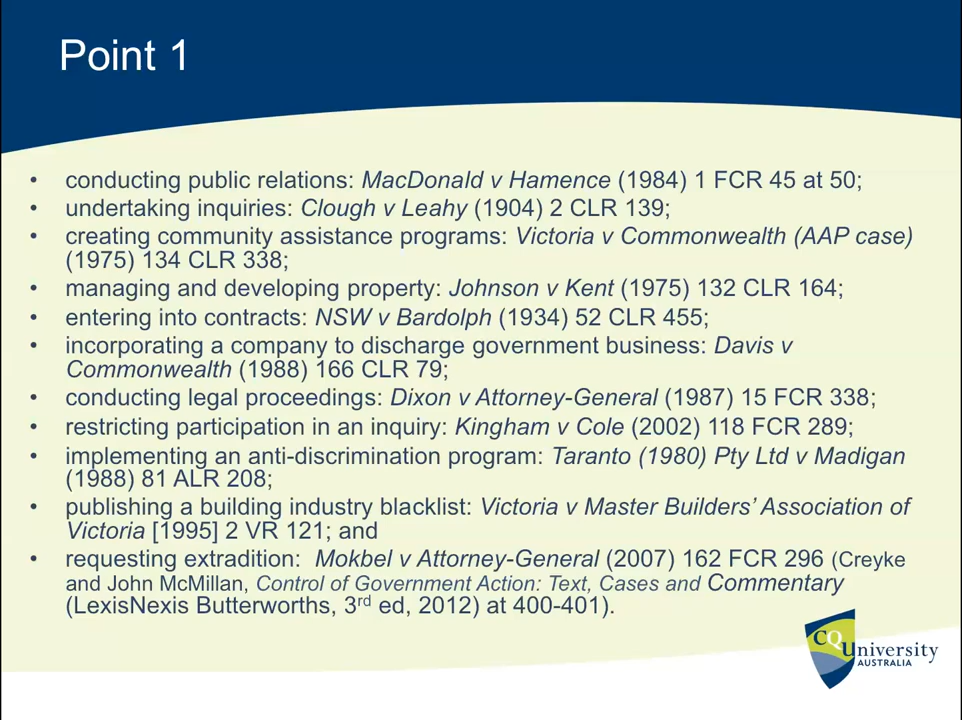 Point 1
• conducting public relations: MacDonald v Hamence (1984) 1 FCR 45 at 50;
• undertaking inquiries: Clough v Leahy (1904) 2 CLR 139;
• creating community assistance programs: Victoria v Commonwealth (AAP case)
(1975) 134 CLR 338;
• managing and developing property: Johnson v Kent (1975) 132 CLR 164;
• entering into contracts: NSW v Bardolph (1934) 52 CLR 455;
• incorporating a company to discharge government business: Davis v
Commonwealth (1988) 166 CLR 79;
• conducting legal proceedings: Dixon v Attorney-General (1987) 15 FCR 338;
• restricting participation in an inquiry: Kingham v Cole (2002) 118 FCR 289;
• implementing an anti-discrimination program: Taranto (1980) Pty Ltd v Madigan
(1988) 81 ALR 208;
• publishing a building industry blacklist: Victoria v Master Builders’ Association of
Victoria [1995] 2 VR 121; and
• requesting extradition: Mokbel v Attorney-General (2007) 162 FCR 296 (Creyke
and John McMillan, Control of Government Action: Text, Cases and Commentary
(LexisNexis Butterworths, 3rd ed, 2012) at 400-401).
CQUniversity
AUSTRALIA